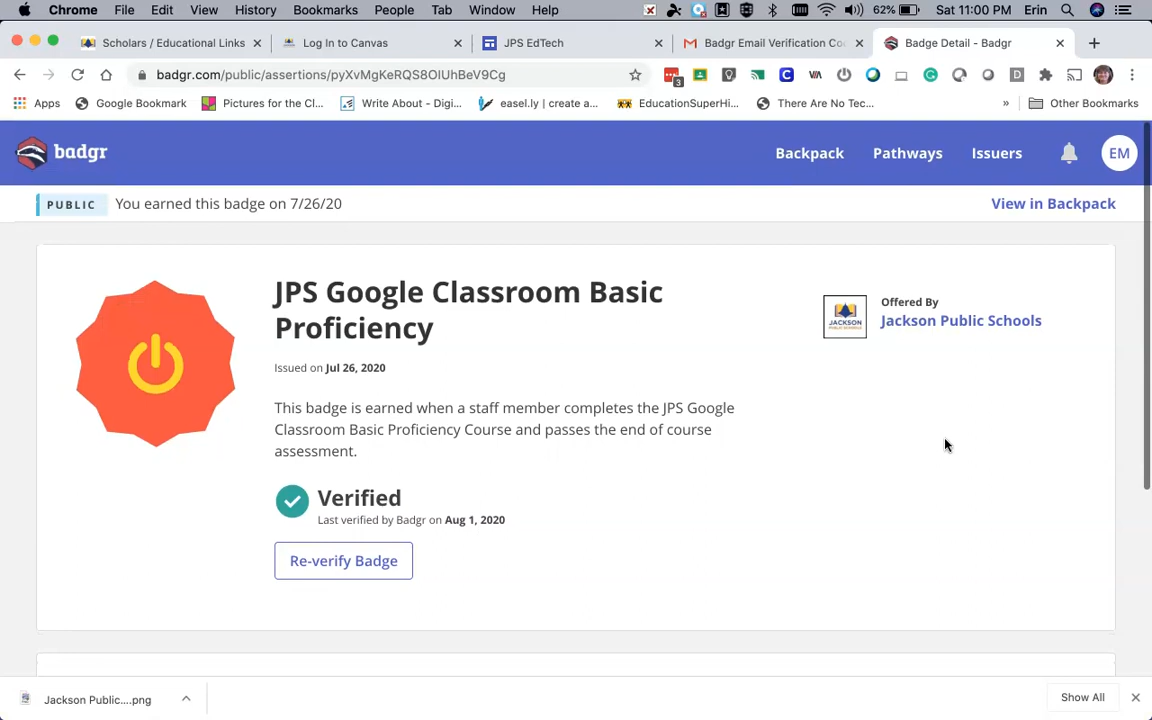 Chrome File Edit View History Bookmarks People Tab Window Help 62% Sat 11:00 PM Erin
Scholars / Educational Links Log In to Canvas JPS EdTech Badgr Email Verification Co Badge Detail - Badgr
badgr.com/public/assertions/pyXvMgKeRQS8OlUhBeV9Cg 3 VIA D
Apps Google Bookmark Pictures for the Cl... Write About - Digi... easel.ly | create a... EducationSuperHi... There Are No Tec... » Other Bookmarks
badgr Backpack Pathways Issuers EM
PUBLIC You earned this badge on 7/26/20 View in Backpack
JPS Google Classroom Basic
Proficiency
Offered By
Jackson Public Schools
JACKSON
PUBLIC SCHOOLS
Issued on Jul 26, 2020
This badge is earned when a staff member completes the JPS Google
Classroom Basic Proficiency Course and passes the end of course
assessment.
Verified
Last verified by Badgr on Aug 1, 2020
Re-verify Badge
Jackson Public....png Show All